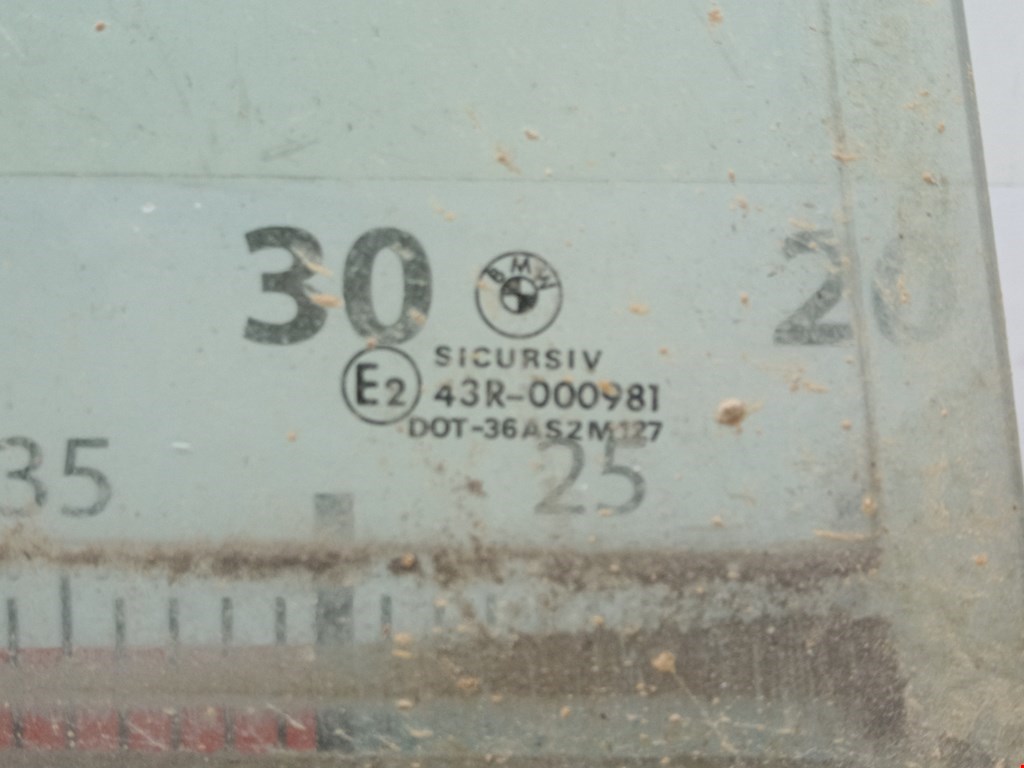 30
BMW
20
SICURSIV
E2 43R-000981
DOT-36AS2M127
35
25